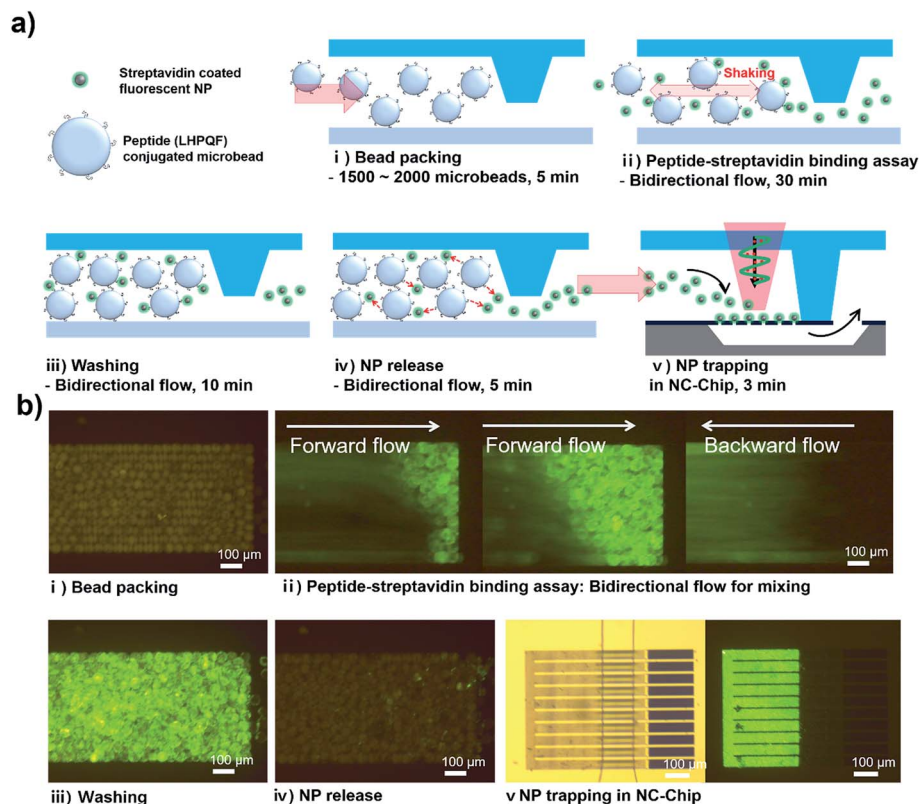 a)
Streptavidin coated
fluorescent NP
Peptide (LHPQF)
conjugated microbead
i ) Bead packing
- 1500 ~ 2000 microbeads, 5 min
Shaking
ii ) Peptide-streptavidin binding assay
- Bidirectional flow, 30 min
iii ) Washing
- Bidirectional flow, 10 min
iv ) NP release
- Bidirectional flow, 5 min
v ) NP trapping
in NC-Chip, 3 min
b)
100 µm
i ) Bead packing
Forward flow
Forward flow
Backward flow
100 µm
100 µm
100 µm
ii ) Peptide-streptavidin binding assay: Bidirectional flow for mixing
100 µm
iii ) Washing
100 µm
iv ) NP release
100 µm
100 µm
v NP trapping in NC-Chip